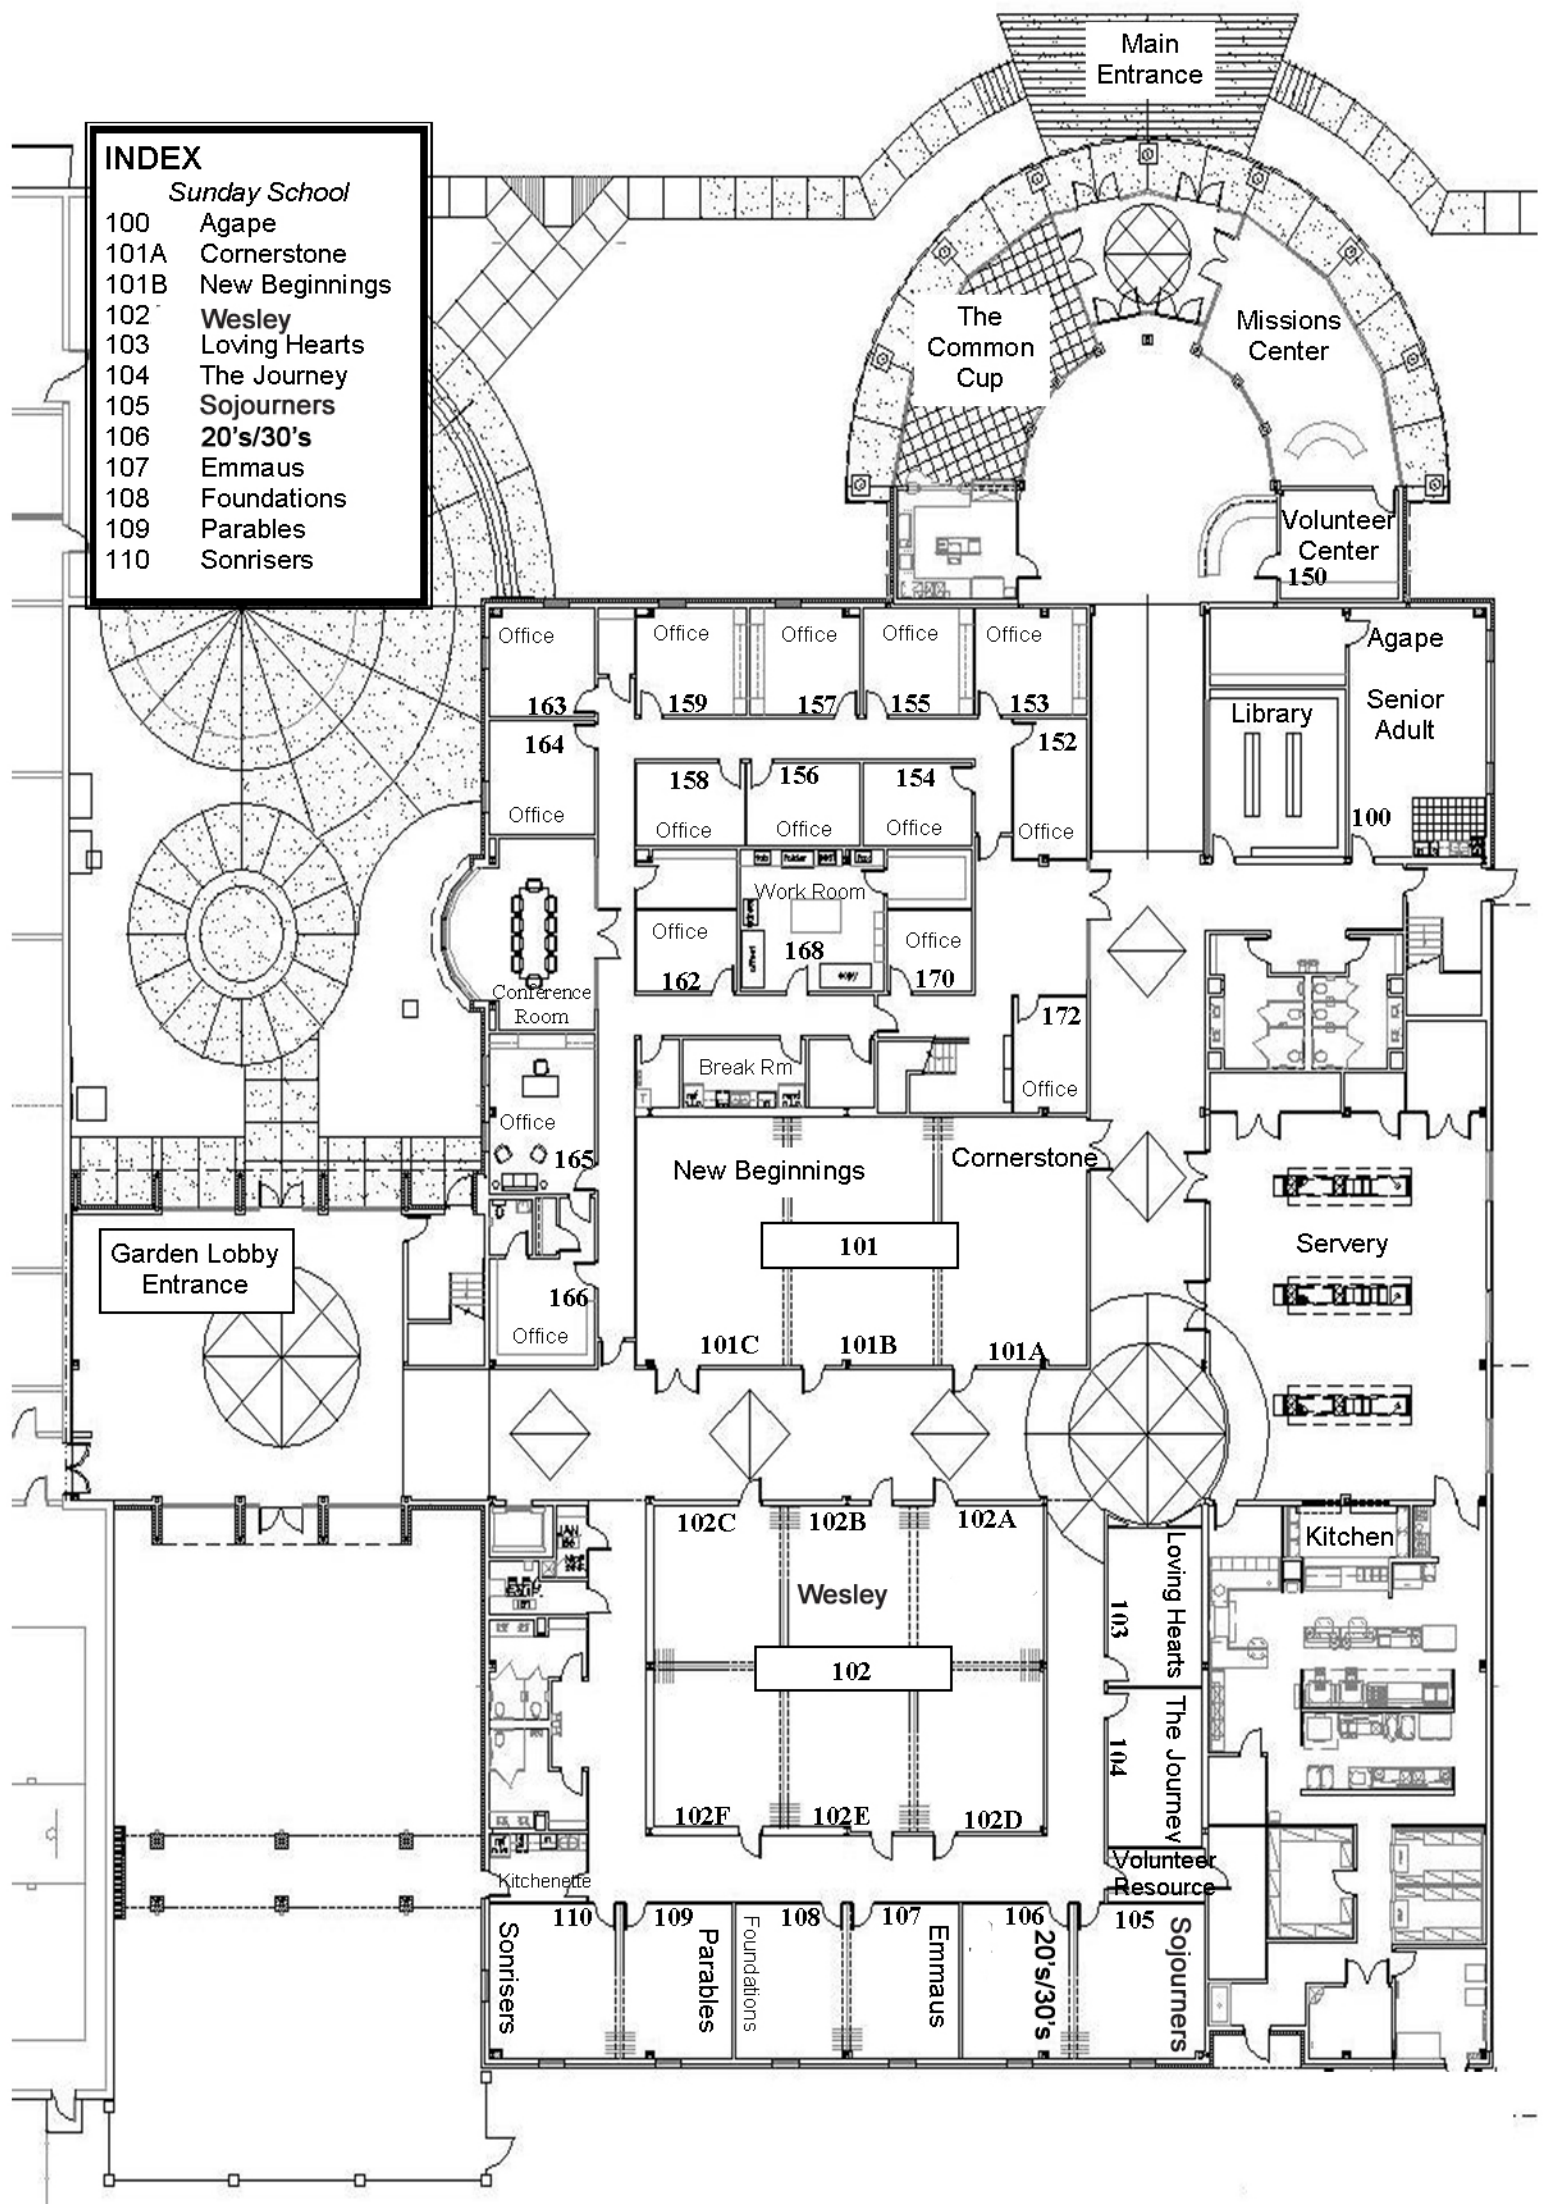 Main
Entrance
INDEX
Sunday School
100 Agape
101A Cornerstone
101B New Beginnings
102 Wesley
103 Loving Hearts
104 The Journey
105 Sojourners
106 20's/30's
107 Emmaus
108 Foundations
109 Parables
110 Sonrisers
The
Common
Cup
Missions
Center
Volunteer
Center
150
Office
163
Office
159
Office
157
Office
155
Office
153
Agape
Senior
Adult
100
Library
164
Office
158
Office
156
Office
154
Office
152
Office
Work Room
168
Office
162
Office
170
Conference
Room
172
Office
Break Rm
Office
165
New Beginnings
Cornerstone
101
101C
101B
101A
Servery
Garden Lobby
Entrance
166
Office
102C
102B
102A
Wesley
102
102F
102E
102D
Loving Hearts
103
The Journey
104
Kitchen
Volunteer
Resource
Kitchenette
110
Sonrisers
109
Parables
108
Foundations
107
Emmaus
106
20's/30's
105
Sojourners